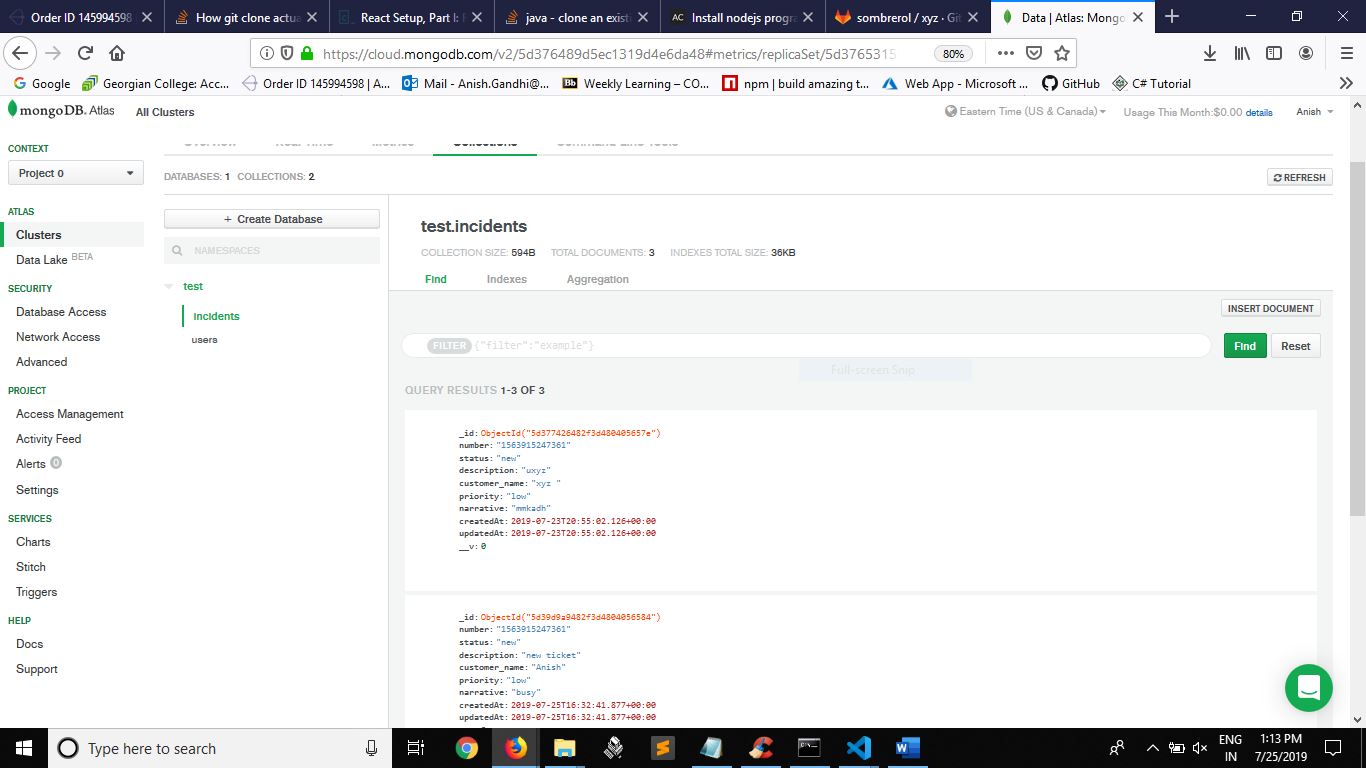 Order ID 145994598
How git clone actua
React Setup, Part I:
java - clone an exist
Install nodejs progra
sombrerol / xyz · Git
Data | Atlas: Mongo
https://cloud.mongodb.com/v2/5d376489d5ec1319d4e6da48#metrics/replicaSet/5d3765315
80%
Google
Georgian College: Acc...
Order ID 145994598 | A...
Mail - Anish.Gandhi@...
Bb
Weekly Learning – CO...
npm | build amazing t...
Web App - Microsoft ...
GitHub
C# Tutorial
mongoDB. Atlas
All Clusters
Eastern Time (US & Canada)
Usage This Month:$0.00 details
Anish
CONTEXT
Project 0
ATLAS
Clusters
Data Lake BETA
SECURITY
Database Access
Network Access
Advanced
PROJECT
Access Management
Activity Feed
Alerts 0
Settings
SERVICES
Charts
Stitch
Triggers
HELP
Docs
Support
Collections
Command Line Tools
DATABASES: 1 COLLECTIONS: 2
REFRESH
+ Create Database
NAMESPACES
test
incidents
users
test.incidents
COLLECTION SIZE: 594B TOTAL DOCUMENTS: 3 INDEXES TOTAL SIZE: 36KB
Find Indexes Aggregation
INSERT DOCUMENT
FILTER {"filter":"example"}
Find
Reset
Full-screen Snip
QUERY RESULTS 1-3 OF 3
_id: ObjectId("5d377426482f3d480405657e")
number: "1563915247361"
status: "new"
description: "uxyz"
customer_name: "xyz "
priority: "low"
narrative: "mmkadh"
createdAt: 2019-07-23T20:55:02.126+00:00
updatedAt: 2019-07-23T20:55:02.126+00:00
__v: 0
_id: ObjectId("5d39d9a9482f3d4804056584")
number: "1563915247361"
status: "new"
description: "new ticket"
customer_name: "Anish"
priority: "low"
narrative: "busy"
createdAt: 2019-07-25T16:32:41.877+00:00
updatedAt: 2019-07-25T16:32:41.877+00:00
Type here to search
ENG
IN
1:13 PM
7/25/2019